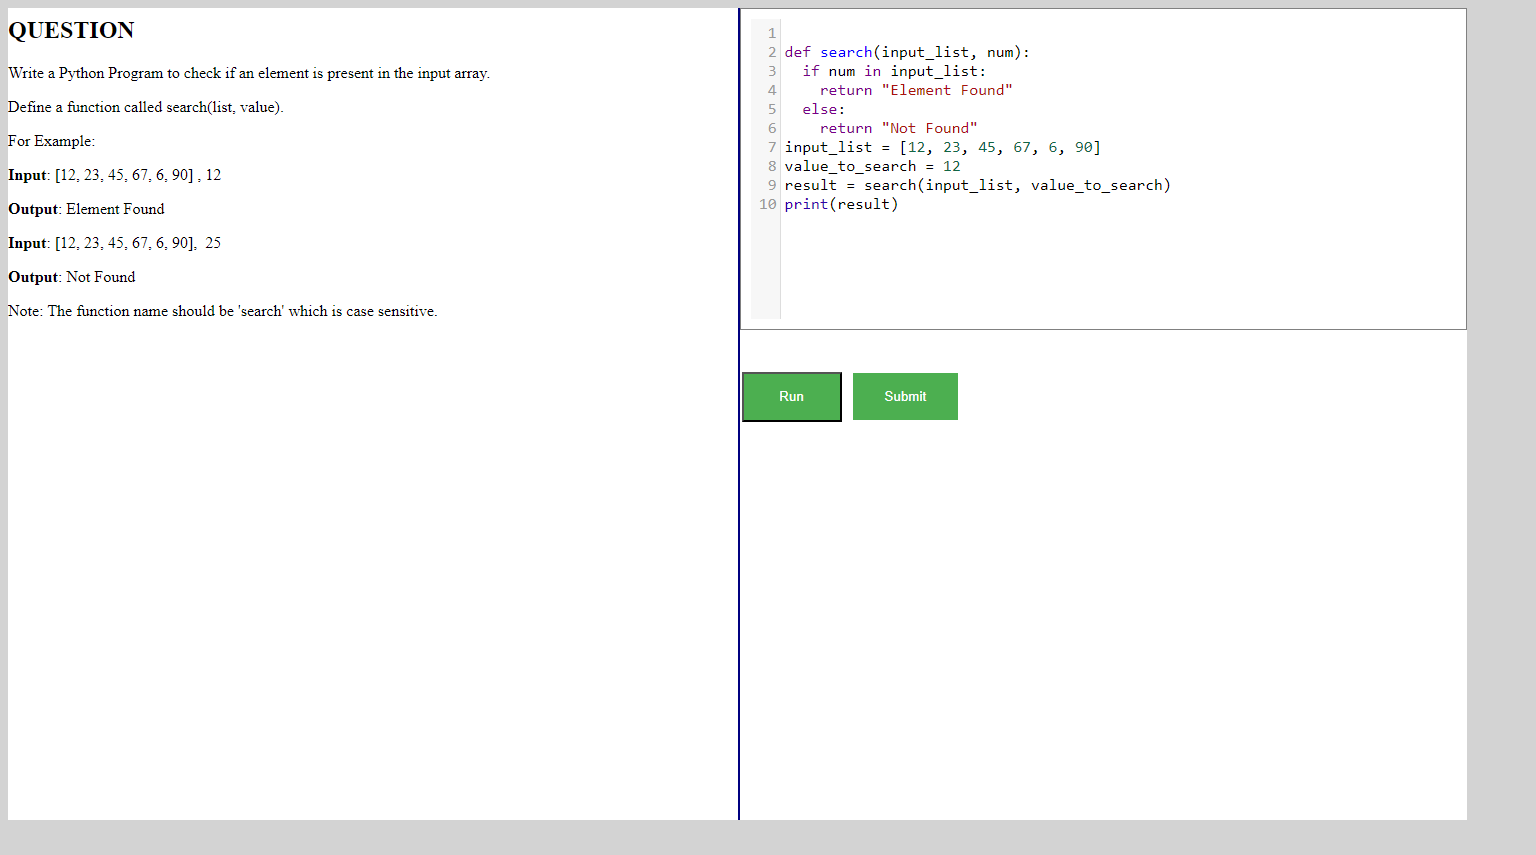 QUESTION
Write a Python Program to check if an element is present in the input array.
Define a function called search(list, value).
For Example:
Input: [12, 23, 45, 67, 6, 90] , 12
Output: Element Found
Input: [12, 23, 45, 67, 6, 90],  25
Output: Not Found
Note: The function name should be 'search' which is case sensitive.
1
2 def search(input_list, num):
3   if num in input_list:
4     return "Element Found"
5   else:
6     return "Not Found"
7 input_list = [12, 23, 45, 67, 6, 90]
8 value_to_search = 12
9 result = search(input_list, value_to_search)
10 print(result)
Run Submit